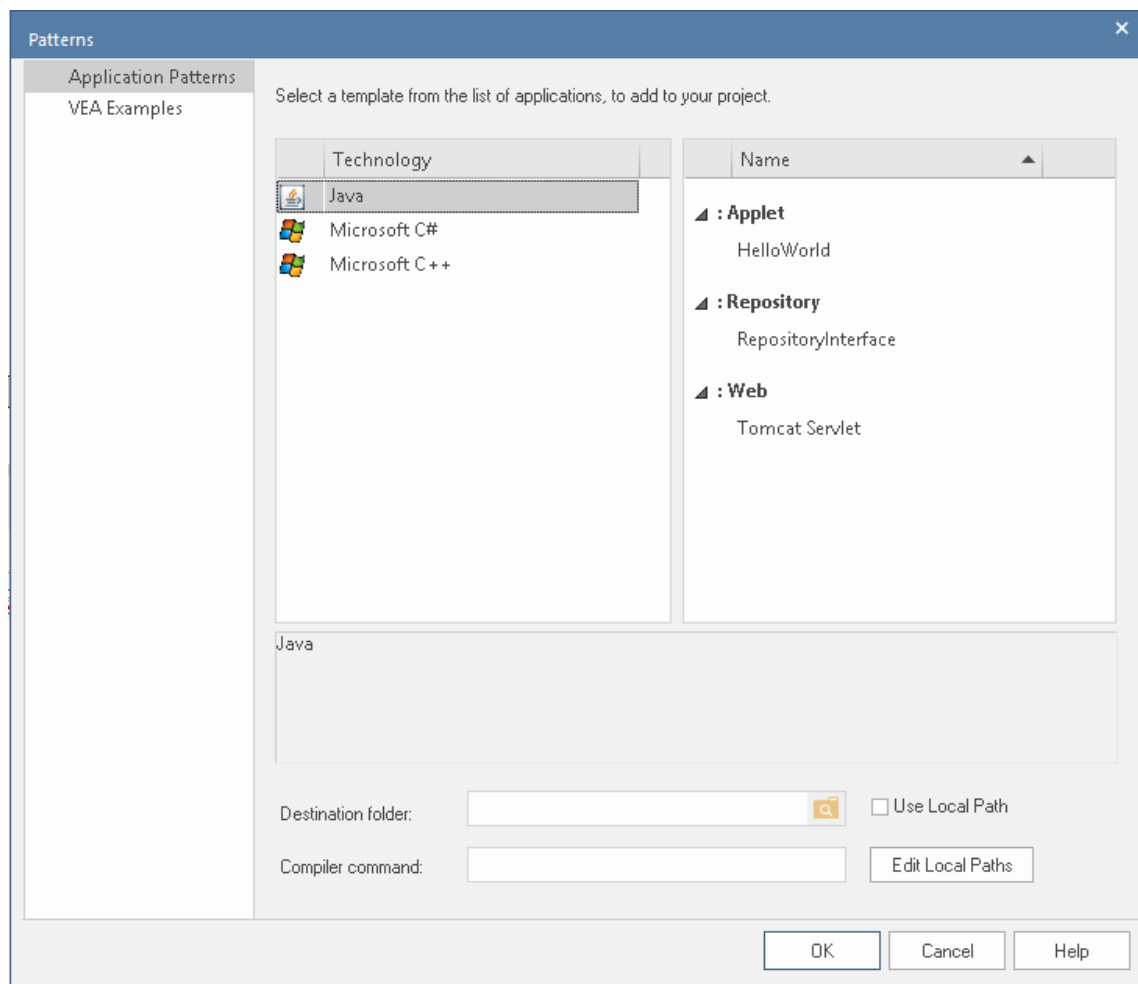 Patterns
Application Patterns
VEA Examples
Select a template from the list of applications, to add to your project.
Technology
Java
Microsoft C#
Microsoft C++
Name
: Applet
HelloWorld
: Repository
RepositoryInterface
: Web
Tomcat Servlet
Java
Destination folder:
Use Local Path
Compiler command:
Edit Local Paths
OK
Cancel
Help